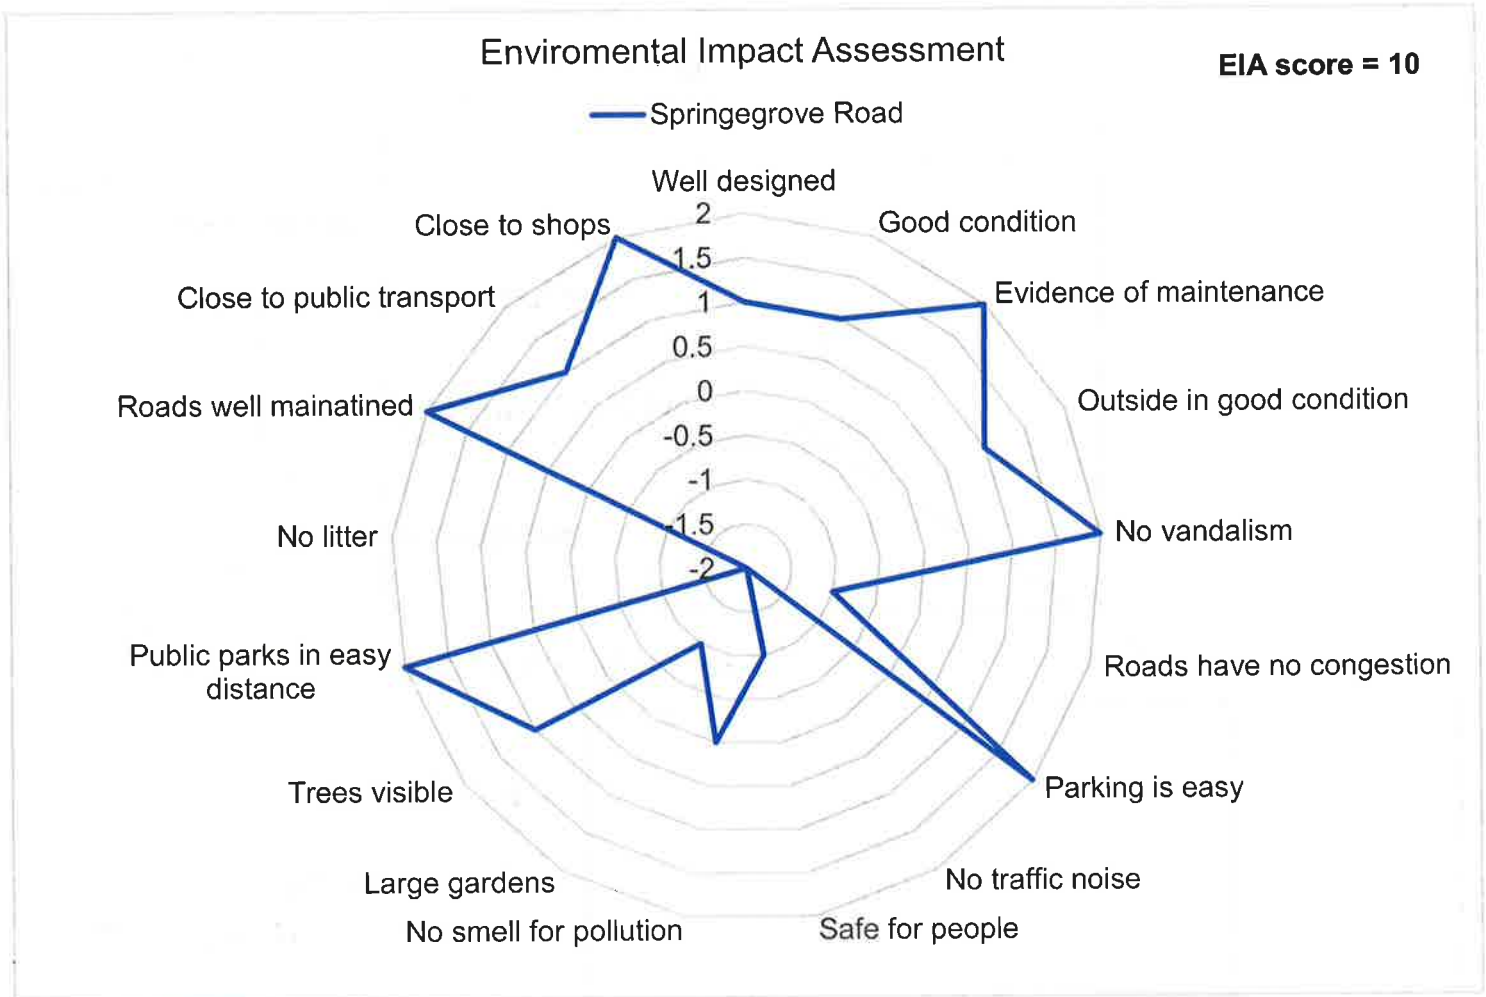 Enviromental Impact Assessment
EIA score = 10
Springegrove Road
Well designed
Good condition
Evidence of maintenance
Outside in good condition
No vandalism
Roads have no congestion
Parking is easy
No traffic noise
Safe for people
No smell for pollution
Large gardens
Trees visible
Public parks in easy
distance
No litter
Roads well mainatined
Close to public transport
Close to shops
2
1.5
1
0.5
0
-0.5
-1
-1.5
-2